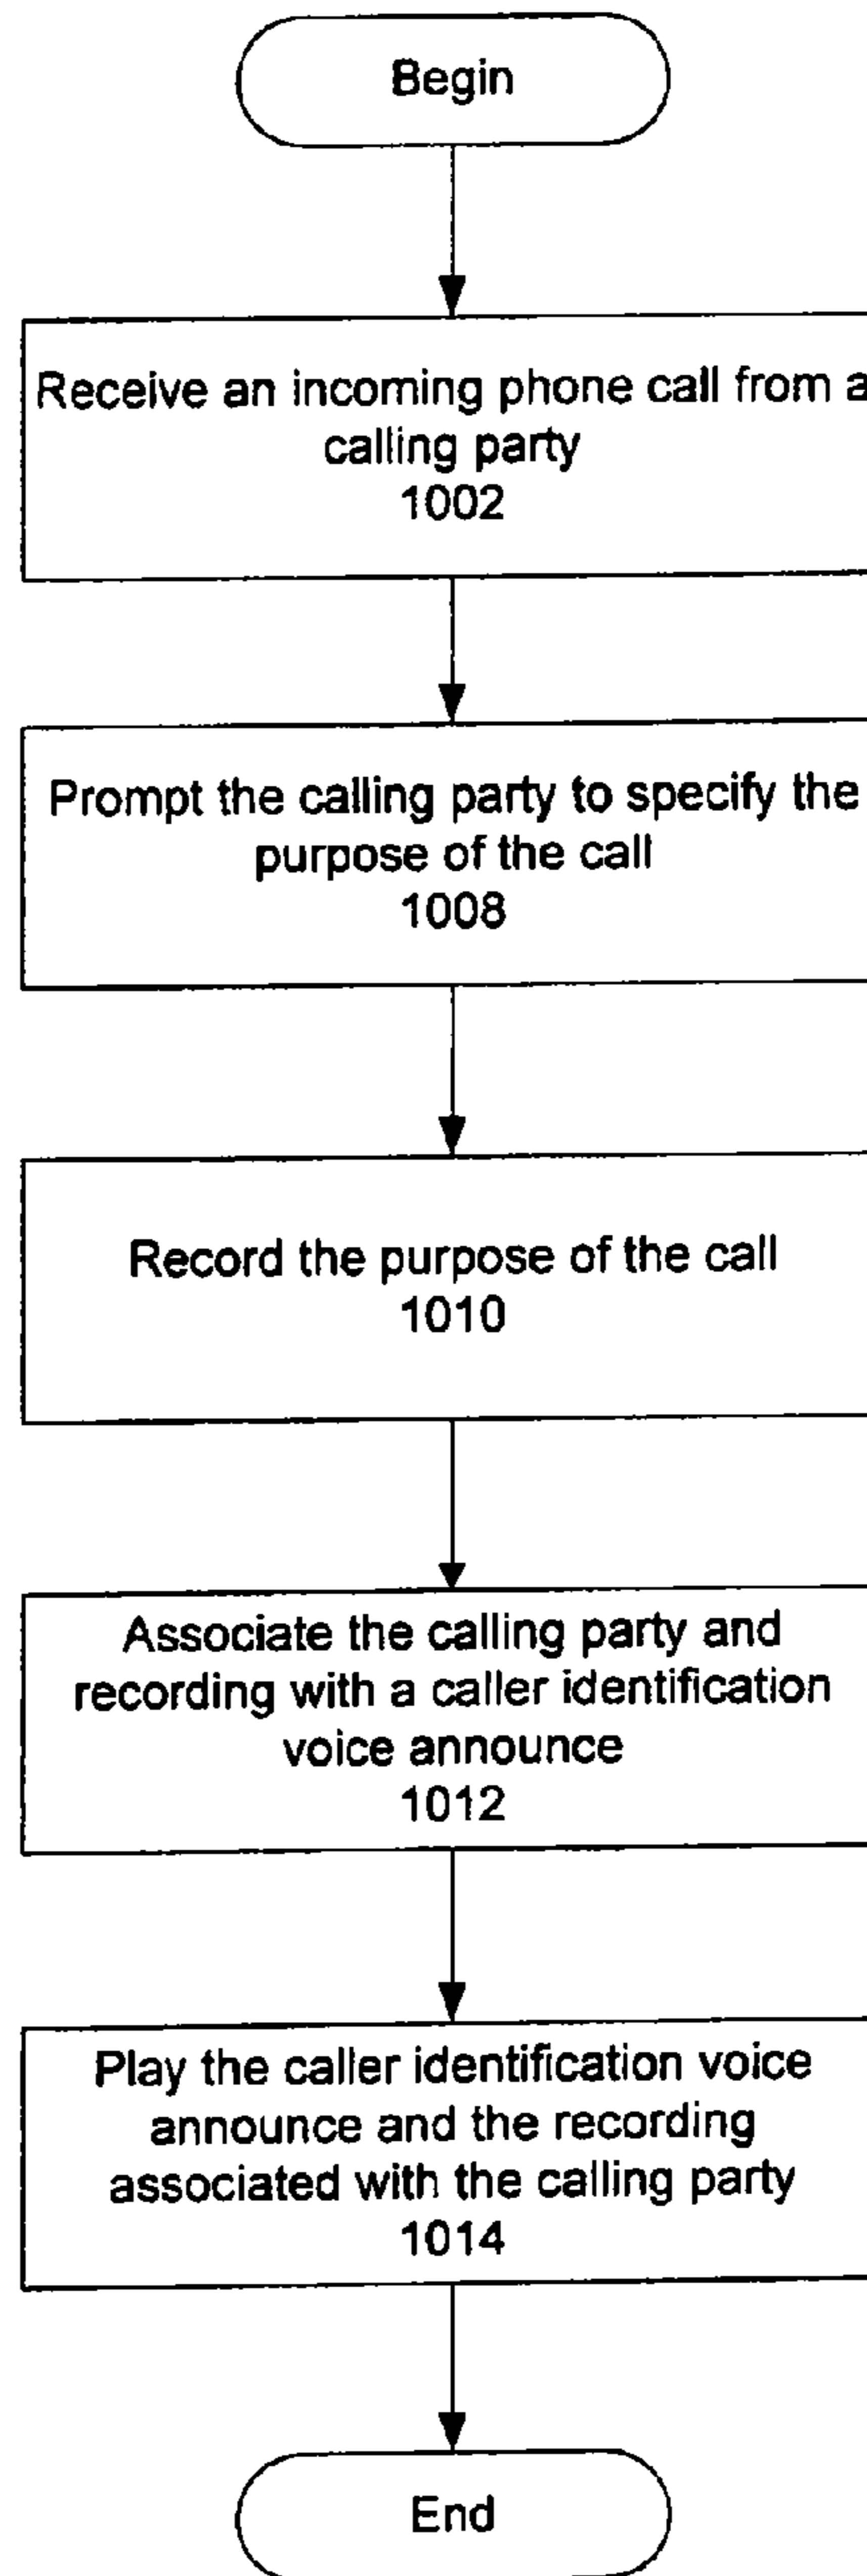 Begin
Receive an incoming phone call from a
calling party
1002
Prompt the calling party to specify the
purpose of the call
1008
Record the purpose of the call
1010
Associate the calling party and
recording with a caller identification
voice announce
1012
Play the caller identification voice
announce and the recording
associated with the calling party
1014
End